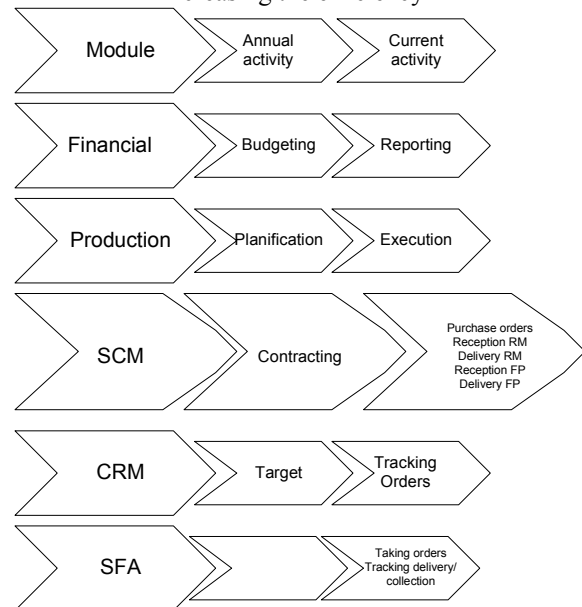 Module
Annual
activity
Current
activity
Financial
Budgeting
Reporting
Production
Planification
Execution
SCM
Contracting
Purchase orders
Reception RM
Delivery RM
Reception FP
Delivery FP
CRM
Target
Tracking
Orders
SFA
Taking orders
Tracking delivery/
collection